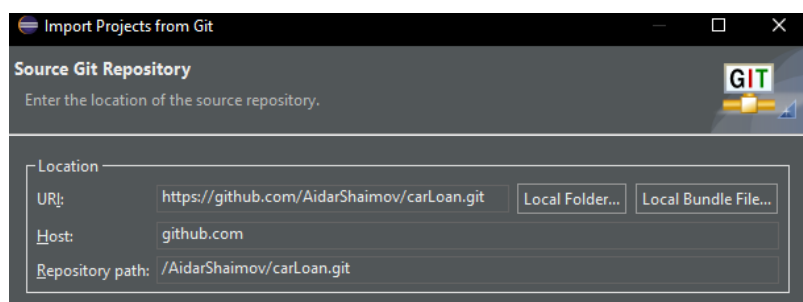 Import Projects from Git
Source Git Repository
GIT
Enter the location of the source repository.
Location
URI: https://github.com/AidarShaimov/carLoan.git Local Folder... Local Bundle File...
Host: github.com
Repository path: /AidarShaimov/carLoan.git